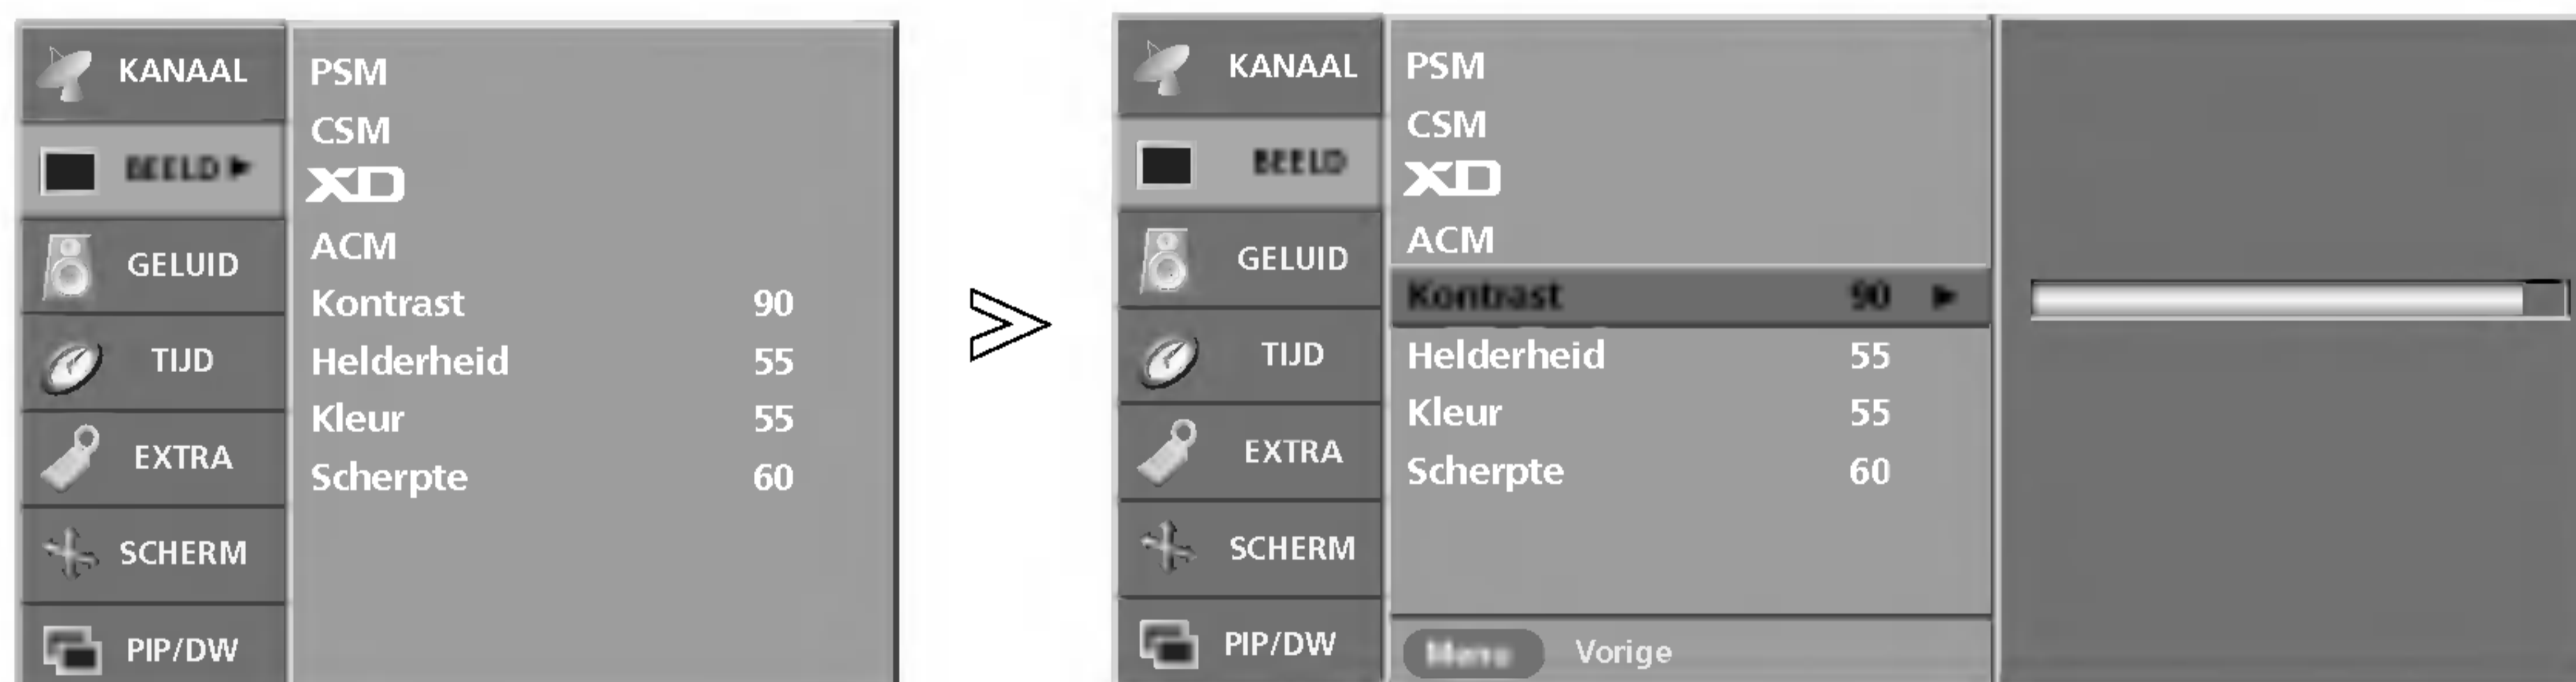 KANAAL
BEELD ►
GELUID
TIJD
EXTRA
SCHERM
PIP/DW
PSM
CSM
XD
ACM
Kontrast 90
Helderheid 55
Kleur 55
Scherpte 60
KANAAL
BEELD
GELUID
TIJD
EXTRA
SCHERM
PIP/DW
PSM
CSM
XD
ACM
Kontrast 90 ►
Helderheid 55
Kleur 55
Scherpte 60
Menu Vorige